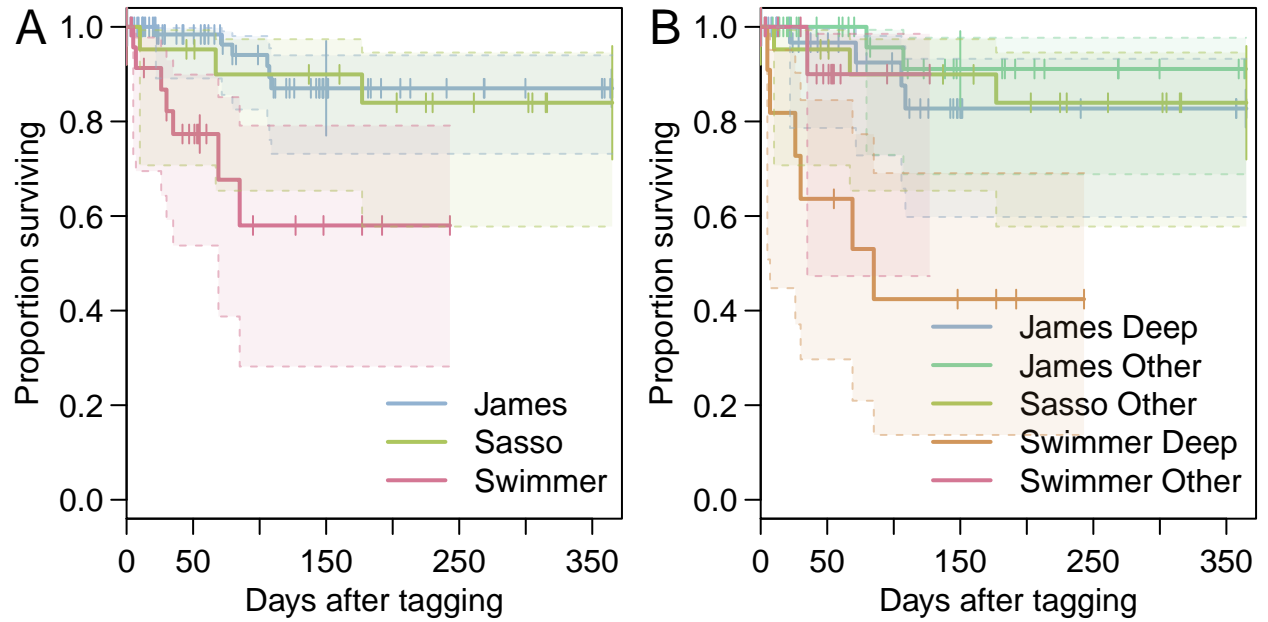 A
Proportion surviving
1.0
0.8
0.6
0.4
0.2
0.0
James
Sasso
Swimmer
0 50 150 250 350
Days after tagging
B
Proportion surviving
1.0
0.8
0.6
0.4
0.2
0.0
James Deep
James Other
Sasso Other
Swimmer Deep
Swimmer Other
0 50 150 250 350
Days after tagging